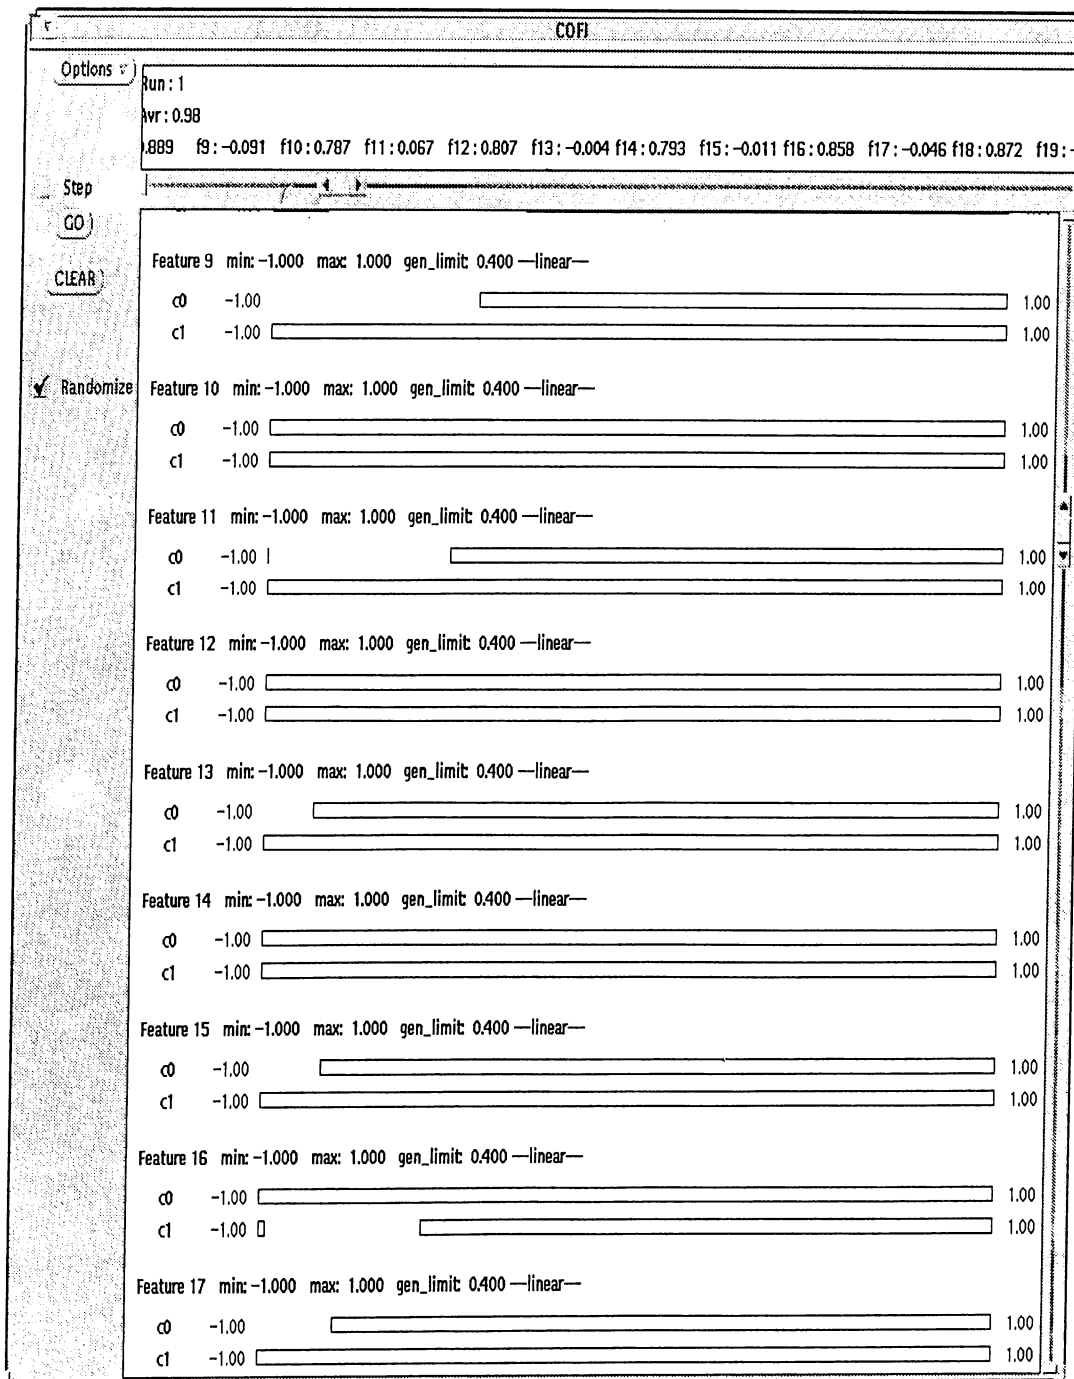 COFI
Options
Run : 1
Avr : 0.98
.889 f9 : -0.091 f10 : 0.787 f11 : 0.067 f12 : 0.807 f13 : -0.004 f14 : 0.793 f15 : -0.011 f16 : 0.858 f17 : -0.046 f18 : 0.872 f19 : -
Step
GO
CLEAR
Randomize
Feature 9 min: -1.000 max: 1.000 gen_limit: 0.400 —linear—
c0 -1.00 1.00
c1 -1.00 1.00
Feature 10 min: -1.000 max: 1.000 gen_limit: 0.400 —linear—
c0 -1.00 1.00
c1 -1.00 1.00
Feature 11 min: -1.000 max: 1.000 gen_limit: 0.400 —linear—
c0 -1.00 1.00
c1 -1.00 1.00
Feature 12 min: -1.000 max: 1.000 gen_limit: 0.400 —linear—
c0 -1.00 1.00
c1 -1.00 1.00
Feature 13 min: -1.000 max: 1.000 gen_limit: 0.400 —linear—
c0 -1.00 1.00
c1 -1.00 1.00
Feature 14 min: -1.000 max: 1.000 gen_limit: 0.400 —linear—
c0 -1.00 1.00
c1 -1.00 1.00
Feature 15 min: -1.000 max: 1.000 gen_limit: 0.400 —linear—
c0 -1.00 1.00
c1 -1.00 1.00
Feature 16 min: -1.000 max: 1.000 gen_limit: 0.400 —linear—
c0 -1.00 1.00
c1 -1.00 1.00
Feature 17 min: -1.000 max: 1.000 gen_limit: 0.400 —linear—
c0 -1.00 1.00
c1 -1.00 1.00